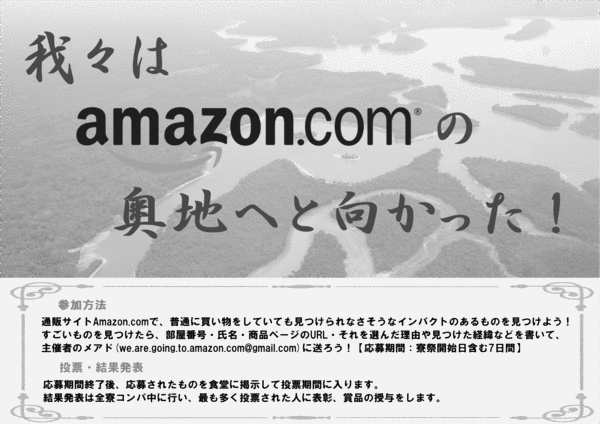 我々は
amazon.com® の
奥地へと向かった！
参加方法
通販サイトAmazon.comで、普通に買い物をしていても見つけられなさそうなインパクトのあるものを見つけよう！
すごいものを見つけたら、部屋番号・氏名・商品ページのURL・それを選んだ理由や見つけた経緯などを書いて、
主催者のメアド(we.are.going.to.amazon.com@gmail.com)に送ろう！【応募期間：寮祭開始日含む7日間】
投票・結果発表
応募期間終了後、応募されたものを食堂に掲示して投票期間に入ります。
結果発表は全寮コンパ中に行い、最も多く投票された人に表彰、賞品の授与をします。